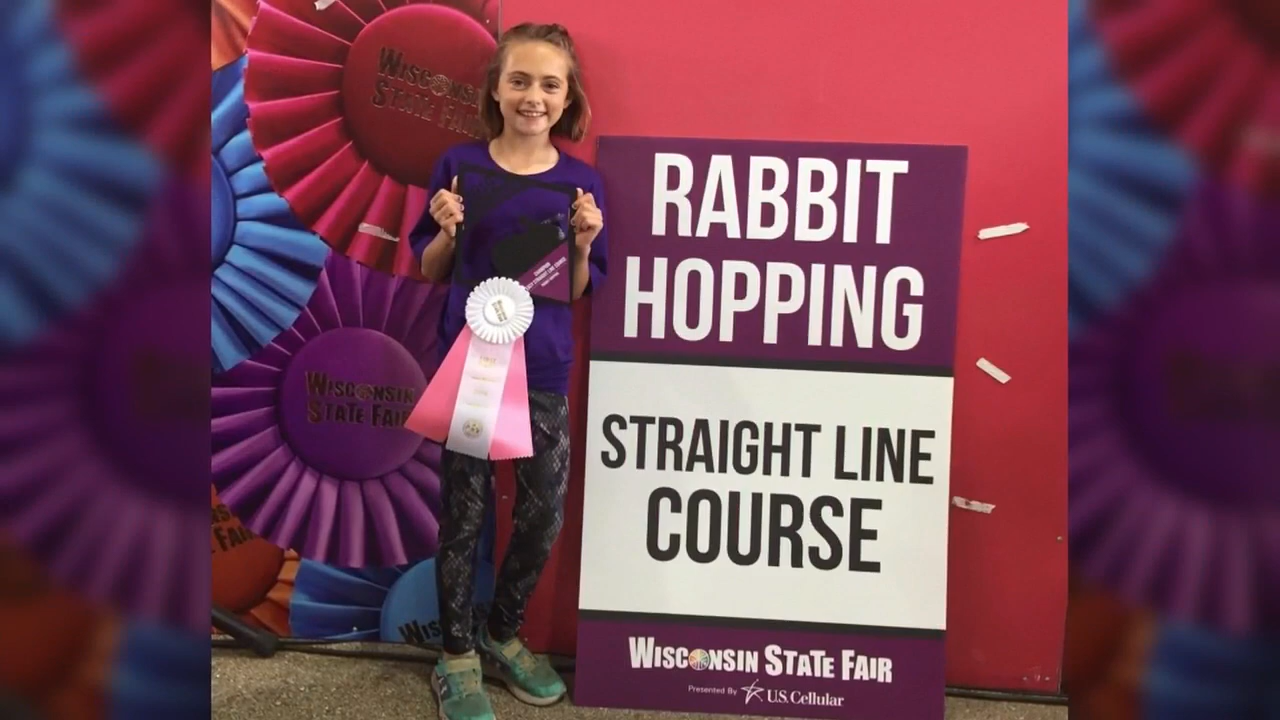 WISCONSIN
STATE FAIR
WISCONSIN
STATE FAIR
RABBIT
HOPPING
STRAIGHT LINE
COURSE
WISCONSIN STATE FAIR
Presented By U.S. Cellular